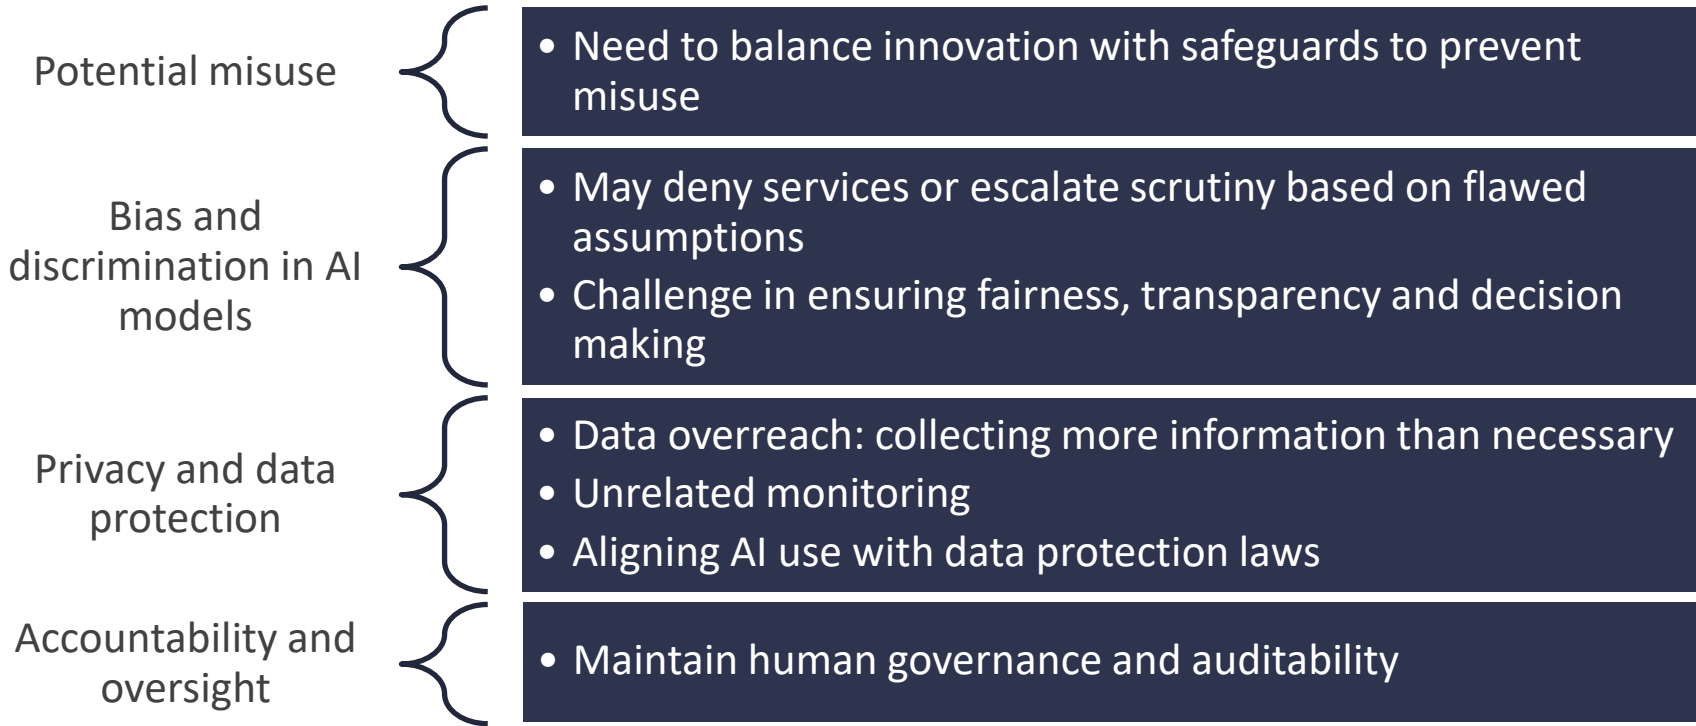 Potential misuse
• Need to balance innovation with safeguards to prevent
misuse
Bias and
discrimination in AI
models
• May deny services or escalate scrutiny based on flawed
assumptions
• Challenge in ensuring fairness, transparency and decision
making
Privacy and data
protection
• Data overreach: collecting more information than necessary
• Unrelated monitoring
• Aligning AI use with data protection laws
Accountability and
oversight
• Maintain human governance and auditability